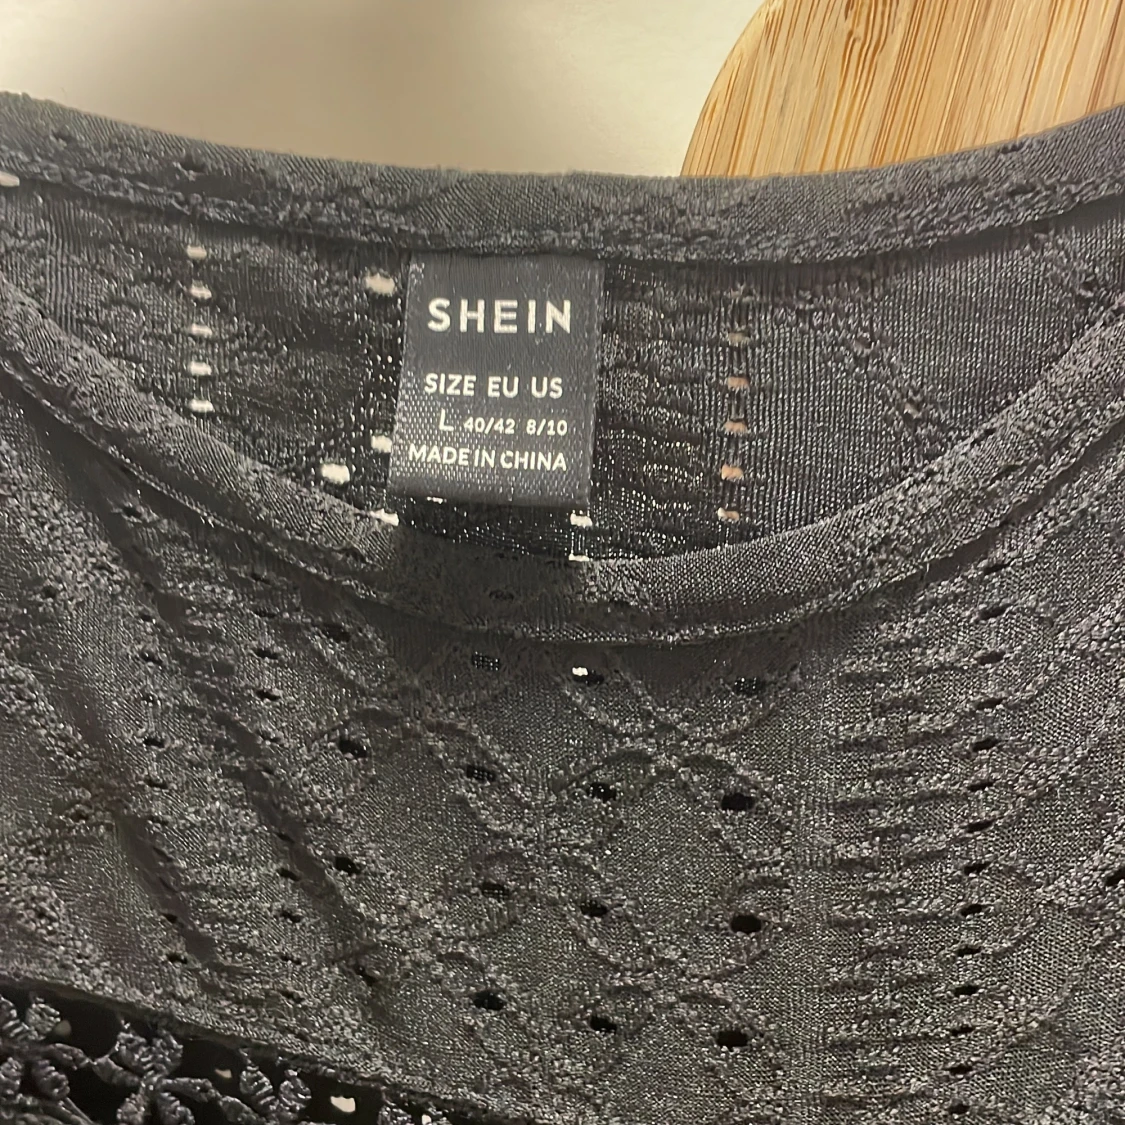 SHEIN
SIZE EU US
L 40/42 8/10
MADE IN CHINA